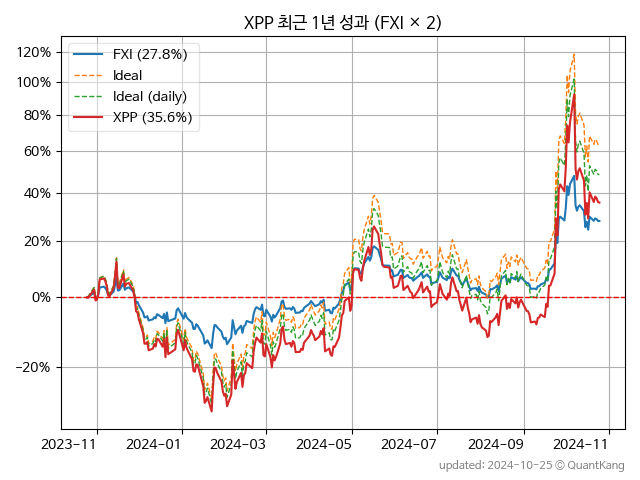 XPP 최근 1년 성과 (FXI × 2)
FXI (27.8%)
Ideal
Ideal (daily)
XPP (35.6%)
120%
100%
80%
60%
40%
20%
0%
−20%
2023−11
2024−01
2024−03
2024−05
2024−07
2024−09
2024−11
updated: 2024-10-25 © QuantKang